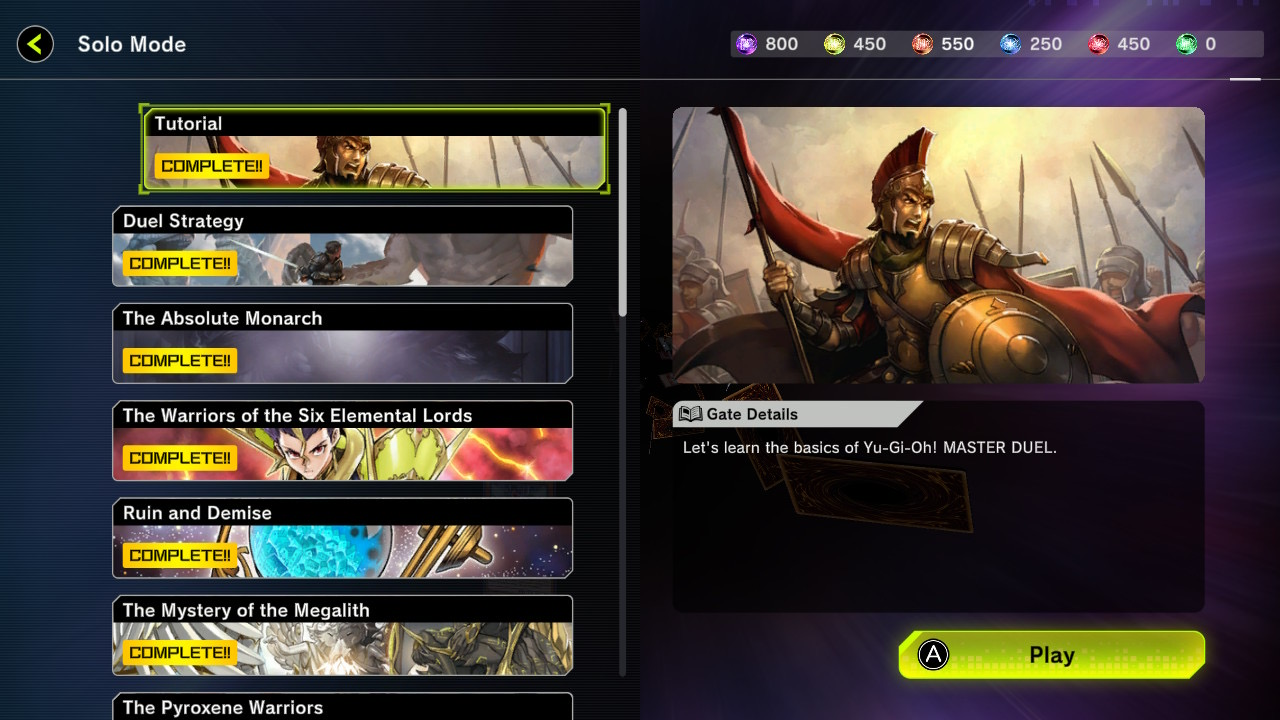 Solo Mode
800 450 550 250 450 0
Tutorial
COMPLETE!!
Duel Strategy
COMPLETE!!
The Absolute Monarch
COMPLETE!!
The Warriors of the Six Elemental Lords
COMPLETE!!
Ruin and Demise
COMPLETE!!
The Mystery of the Megalith
COMPLETE!!
The Pyroxene Warriors
Gate Details
Let's learn the basics of Yu-Gi-Oh! MASTER DUEL.
A Play